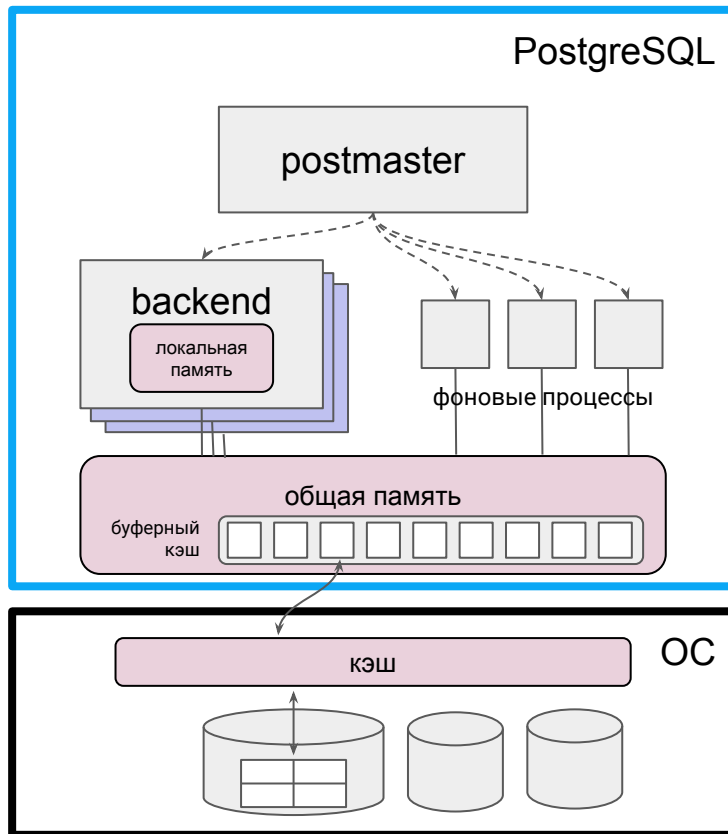 PostgreSQL
postmaster
backend
локальная
память
фоновые процессы
общая память
буферный
кэш
ОС
кэш